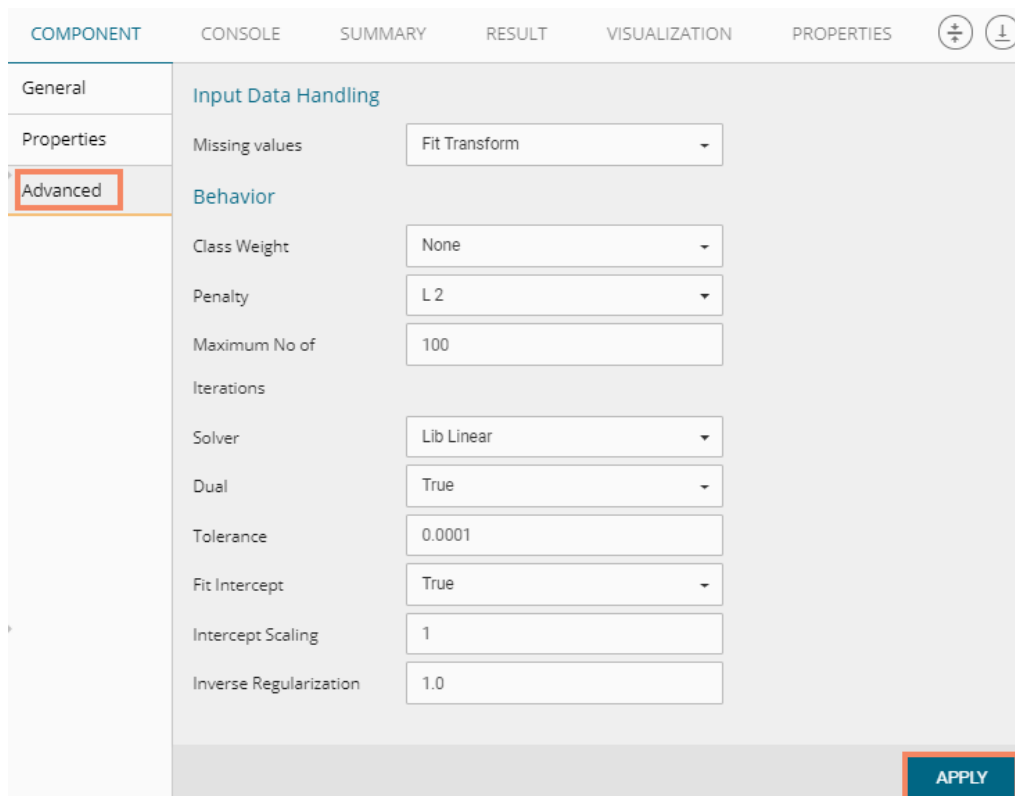 COMPONENT CONSOLE SUMMARY RESULT VISUALIZATION PROPERTIES
General
Properties
Advanced
Input Data Handling
Missing values Fit Transform
Behavior
Class Weight None
Penalty L 2
Maximum No of 100
Iterations
Solver Lib Linear
Dual True
Tolerance 0.0001
Fit Intercept True
Intercept Scaling 1
Inverse Regularization 1.0
APPLY